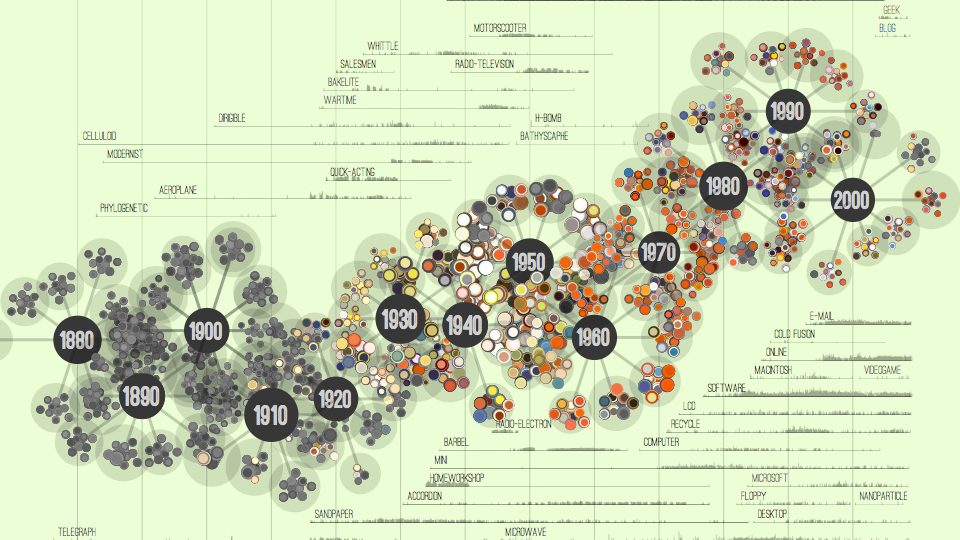 GEEK
BLOG
MOTORSCOOTER
WHITTLE
SALESMEN
RADIO-TELEVISION
BAKELITE
WARTIME
DIRIGIBLE
H-BOMB
CELLULOID
BATHYSCAPHE
MODERNIST
QUICK-ACTING
AEROPLANE
PHYLOGENETIC
1990
1980
2000
1970
1950
1930
1940
1960
1880
1900
1890
1910
1920
E-MAIL
COLD FUSION
ONLINE
MACINTOSH
VIDEOGAME
SOFTWARE
LCD
RADIO-ELECTRON
RECYCLE
BARBEL
COMPUTER
MINI
HOMEWORKSHOP
MICROSOFT
ACCORDION
FLOPPY
NANOPARTICLE
SANDPAPER
DESKTOP
TELEGRAPH
MICROWAVE